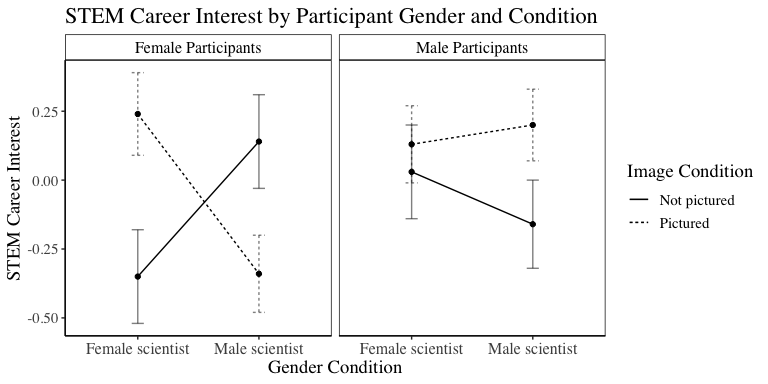 STEM Career Interest by Participant Gender and Condition
Female Participants
Male Participants
STEM Career Interest
0.25
0.00
-0.25
-0.50
Female scientist
Male scientist
Female scientist
Male scientist
Gender Condition
Image Condition
Not pictured
Pictured